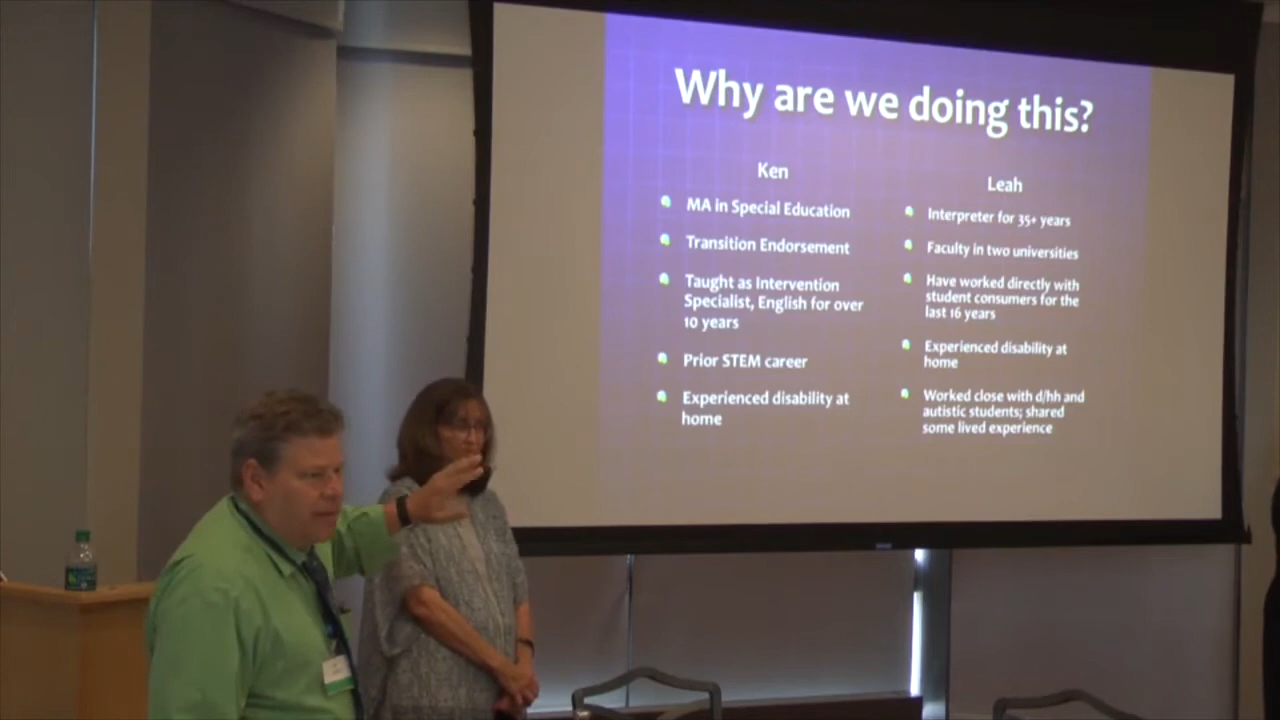 Why are we doing this?
Ken
MA in Special Education
Transition Endorsement
Taught as Intervention
Specialist, English for over
10 years
Prior STEM career
Experienced disability at
home
Leah
Interpreter for 35+ years
Faculty in two universities
Have worked directly with
student consumers for the
last 16 years
Experienced disability at
home
Worked close with d/hh and
autistic students; shared
some lived experience